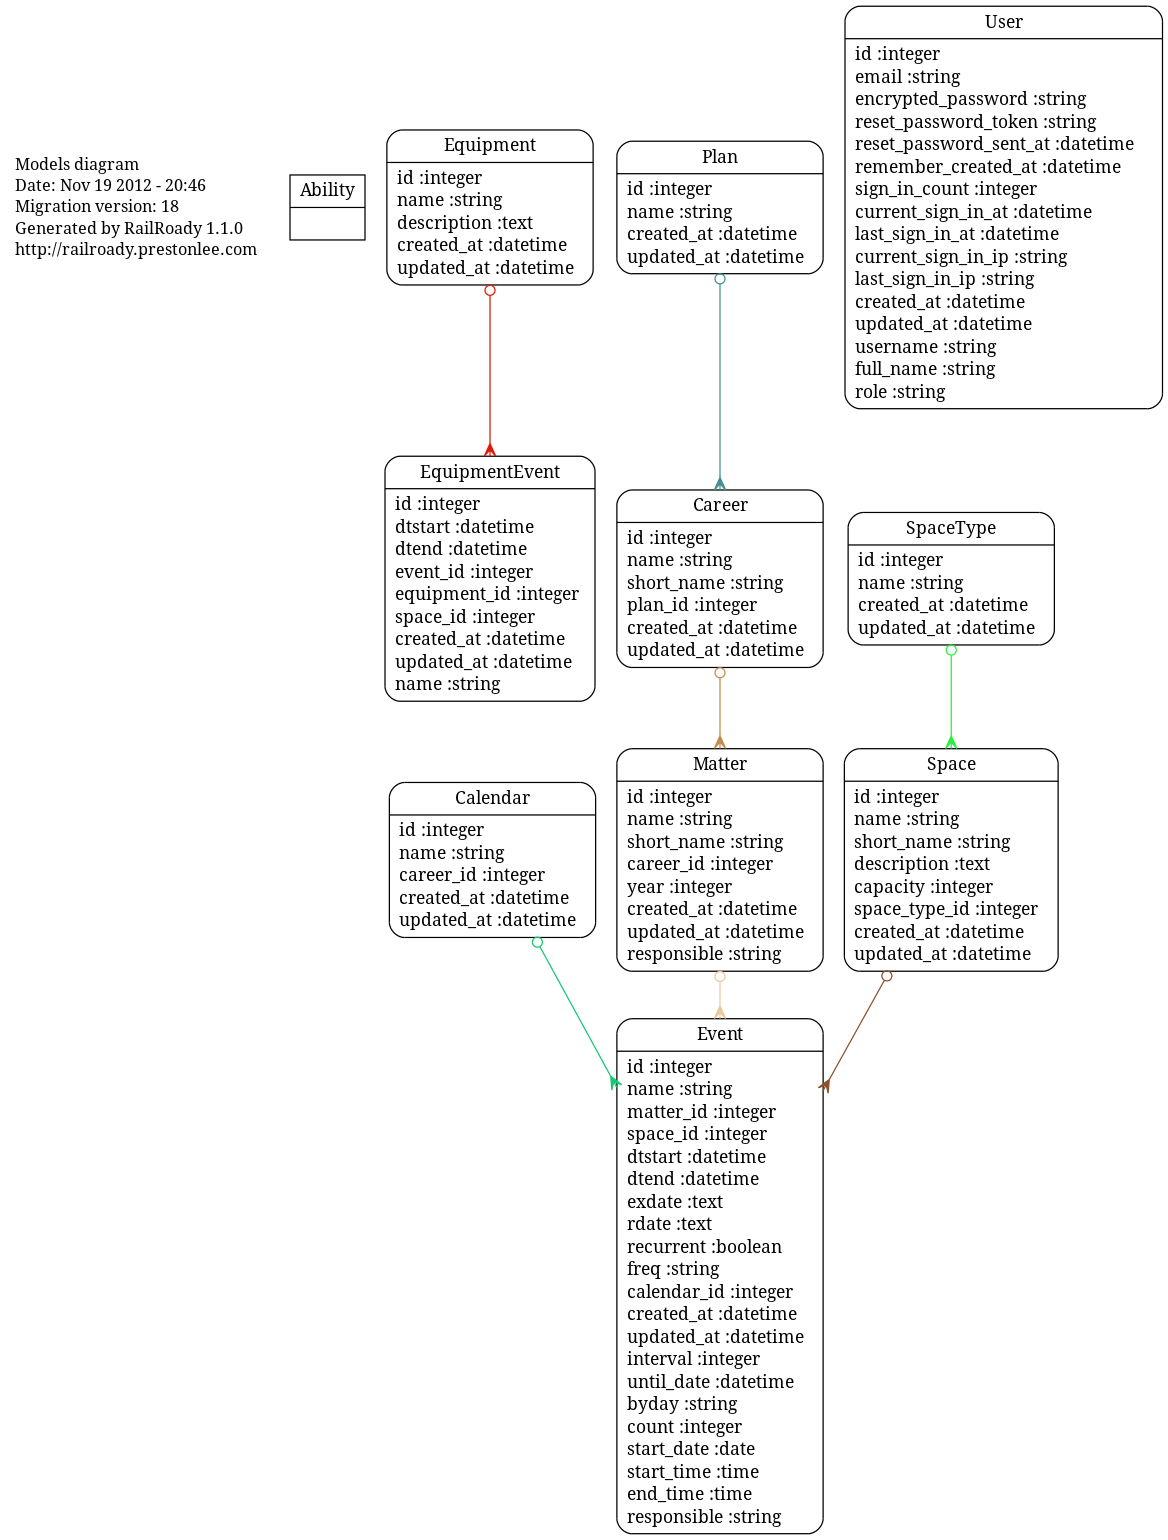 Models diagram
Date: Nov 19 2012 - 20:46
Migration version: 18
Generated by RailRoady 1.1.0
http://railroady.prestonlee.com
Ability
Equipment
id :integer
name :string
description :text
created_at :datetime
updated_at :datetime
Plan
id :integer
name :string
created_at :datetime
updated_at :datetime
User
id :integer
email :string
encrypted_password :string
reset_password_token :string
reset_password_sent_at :datetime
remember_created_at :datetime
sign_in_count :integer
current_sign_in_at :datetime
last_sign_in_at :datetime
current_sign_in_ip :string
last_sign_in_ip :string
created_at :datetime
updated_at :datetime
username :string
full_name :string
role :string
EquipmentEvent
id :integer
dtstart :datetime
dtend :datetime
event_id :integer
equipment_id :integer
space_id :integer
created_at :datetime
updated_at :datetime
name :string
Career
id :integer
name :string
short_name :string
plan_id :integer
created_at :datetime
updated_at :datetime
SpaceType
id :integer
name :string
created_at :datetime
updated_at :datetime
Calendar
id :integer
name :string
career_id :integer
created_at :datetime
updated_at :datetime
Matter
id :integer
name :string
short_name :string
career_id :integer
year :integer
created_at :datetime
updated_at :datetime
responsible :string
Space
id :integer
name :string
short_name :string
description :text
capacity :integer
space_type_id :integer
created_at :datetime
updated_at :datetime
Event
id :integer
name :string
matter_id :integer
space_id :integer
dtstart :datetime
dtend :datetime
exdate :text
rdate :text
recurrent :boolean
freq :string
calendar_id :integer
created_at :datetime
updated_at :datetime
interval :integer
until_date :datetime
byday :string
count :integer
start_date :date
start_time :time
end_time :time
responsible :string